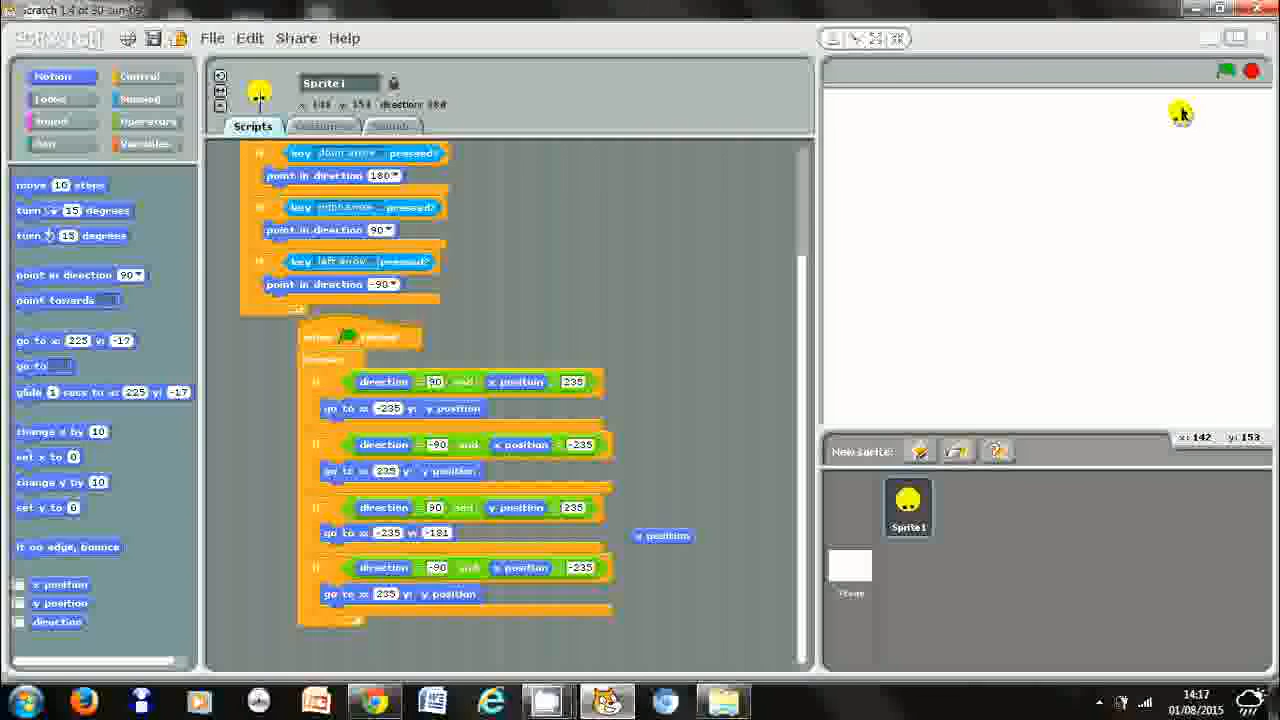 Scratch 1.4 of 30-Jun-09
SCRATCH File Edit Share Help
Motion Control
Looks Sensing
Sound Operators
Pen Variables
Sprite1
direction: 180
Scripts Costumes Sounds
move 10 steps
turn 15 degrees
turn 15 degrees
point in direction 90
point towards
go to x: 225 y: -17
go to
glide 1 secs to x: 225 y: -17
change x by 10
set x to 0
change y by 10
set y to 0
if on edge, bounce
x position
y position
direction
if key down arrow pressed?
point in direction 180
if key right arrow pressed?
point in direction 90
if key left arrow pressed?
point in direction -90
when clicked
forever
if direction = 90 and x position 235
go to x: -235 y: y position
if direction = -90 and x position -235
go to x: 235 y: y position
if direction 90 and y position 235
go to x: -235 y: -181
x position
if direction -90 and x position -235
go to x: 235 y: y position
x: 142 y: 153
New sprite:
Sprite1
Stage
14:17
01/08/2015